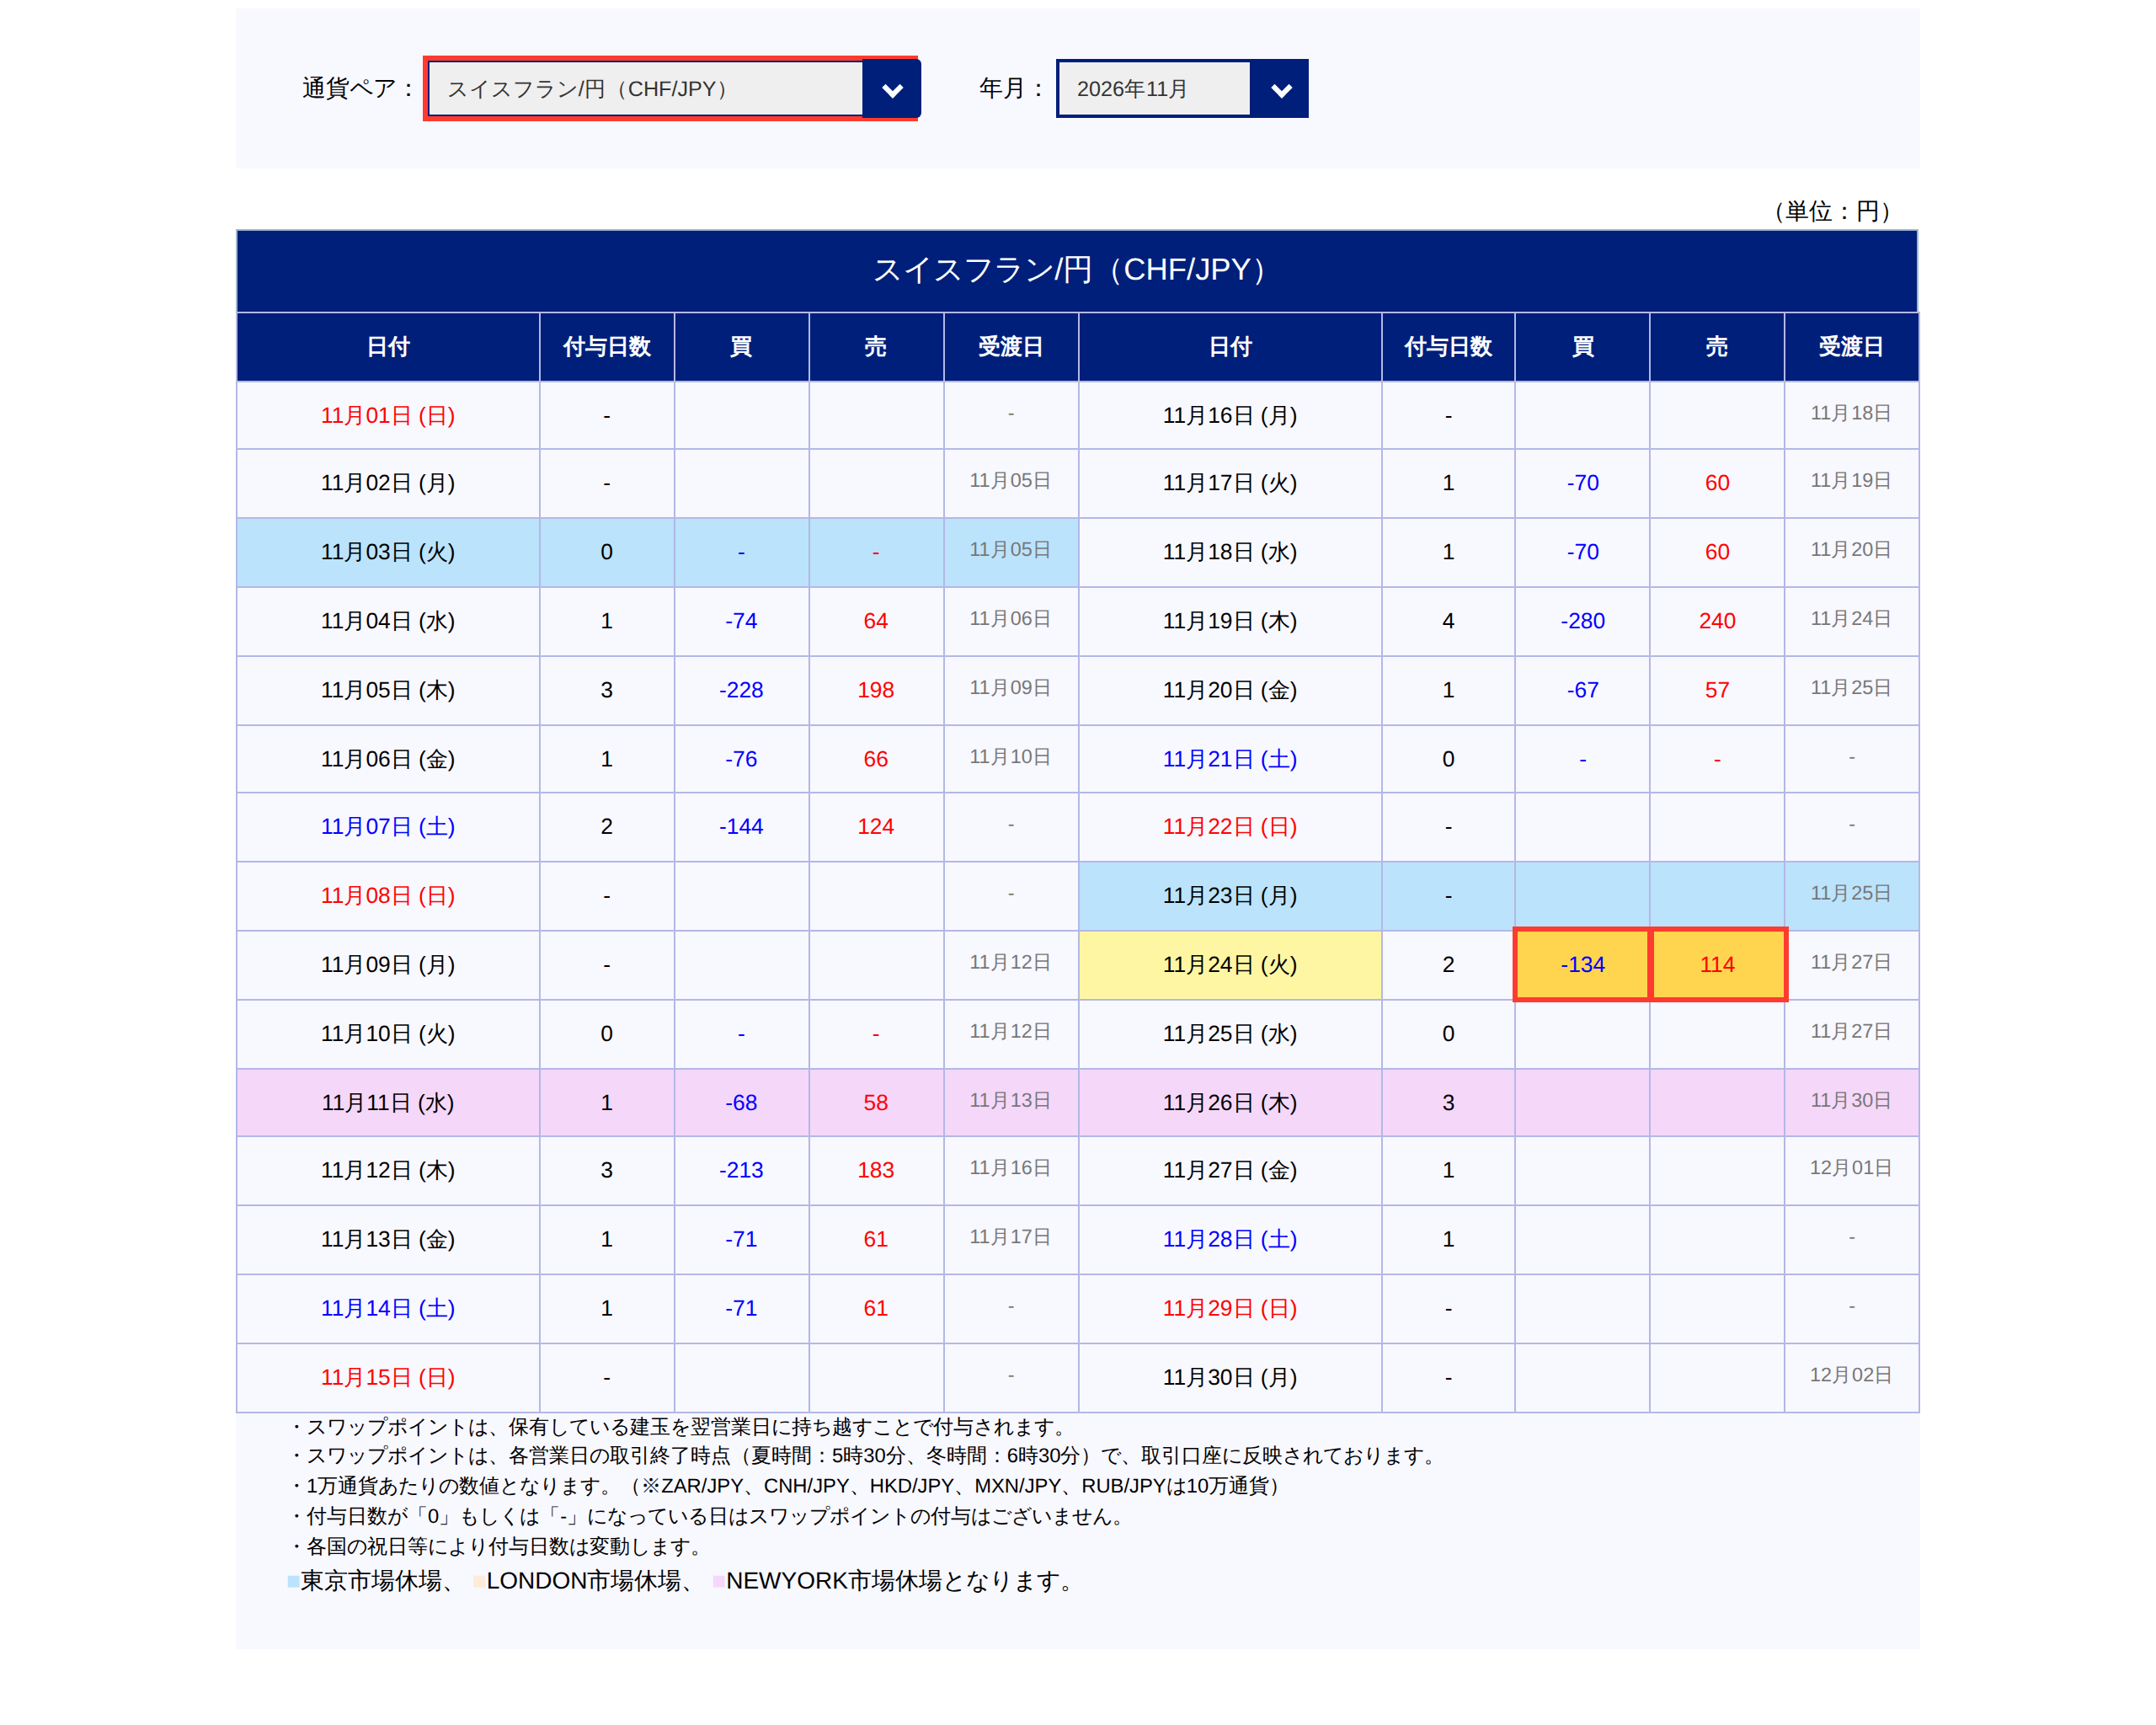 通貨ペア： スイスフラン/円（CHF/JPY） 年月： 2026年11月
（単位：円）
スイスフラン/円（CHF/JPY）
日付 付与日数 買 売 受渡日 日付 付与日数 買 売 受渡日
11月01日 (日) - - 11月16日 (月) - 11月18日
11月02日 (月) - 11月05日 11月17日 (火) 1 -70 60 11月19日
11月03日 (火) 0 - - 11月05日 11月18日 (水) 1 -70 60 11月20日
11月04日 (水) 1 -74 64 11月06日 11月19日 (木) 4 -280 240 11月24日
11月05日 (木) 3 -228 198 11月09日 11月20日 (金) 1 -67 57 11月25日
11月06日 (金) 1 -76 66 11月10日 11月21日 (土) 0 - - -
11月07日 (土) 2 -144 124 - 11月22日 (日) - -
11月08日 (日) - - 11月23日 (月) - 11月25日
11月09日 (月) - 11月12日 11月24日 (火) 2 -134 114 11月27日
11月10日 (火) 0 - - 11月12日 11月25日 (水) 0 11月27日
11月11日 (水) 1 -68 58 11月13日 11月26日 (木) 3 11月30日
11月12日 (木) 3 -213 183 11月16日 11月27日 (金) 1 12月01日
11月13日 (金) 1 -71 61 11月17日 11月28日 (土) 1 -
11月14日 (土) 1 -71 61 - 11月29日 (日) - -
11月15日 (日) - - 11月30日 (月) - 12月02日
・スワップポイントは、保有している建玉を翌営業日に持ち越すことで付与されます。
・スワップポイントは、各営業日の取引終了時点（夏時間：5時30分、冬時間：6時30分）で、取引口座に反映されております。
・1万通貨あたりの数値となります。（※ZAR/JPY、CNH/JPY、HKD/JPY、MXN/JPY、RUB/JPYは10万通貨）
・付与日数が「0」もしくは「-」になっている日はスワップポイントの付与はございません。
・各国の祝日等により付与日数は変動します。
■東京市場休場、 ■LONDON市場休場、 ■NEWYORK市場休場となります。